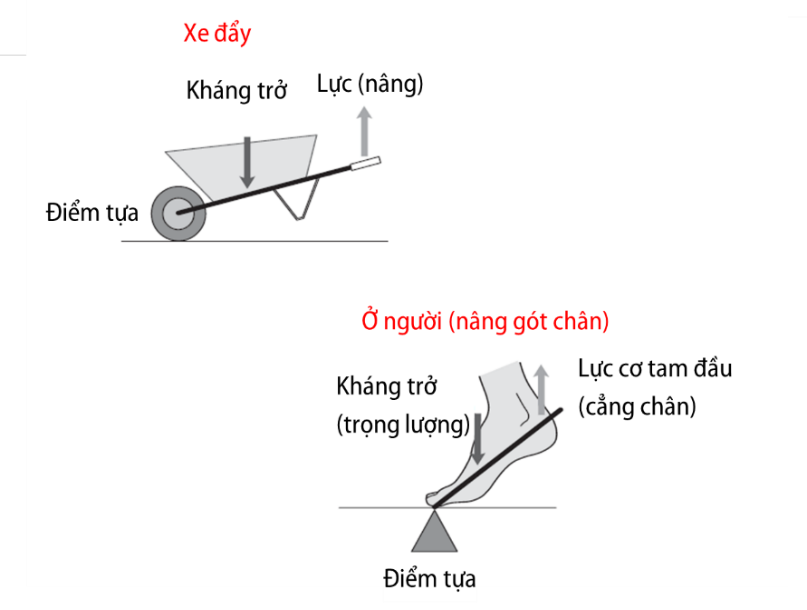 Xe đẩy
Kháng trở
Lực (nâng)
Điểm tựa
Ở người (nâng gót chân)
Kháng trở
(trọng lượng)
Lực cơ tam đầu
(cẳng chân)
Điểm tựa